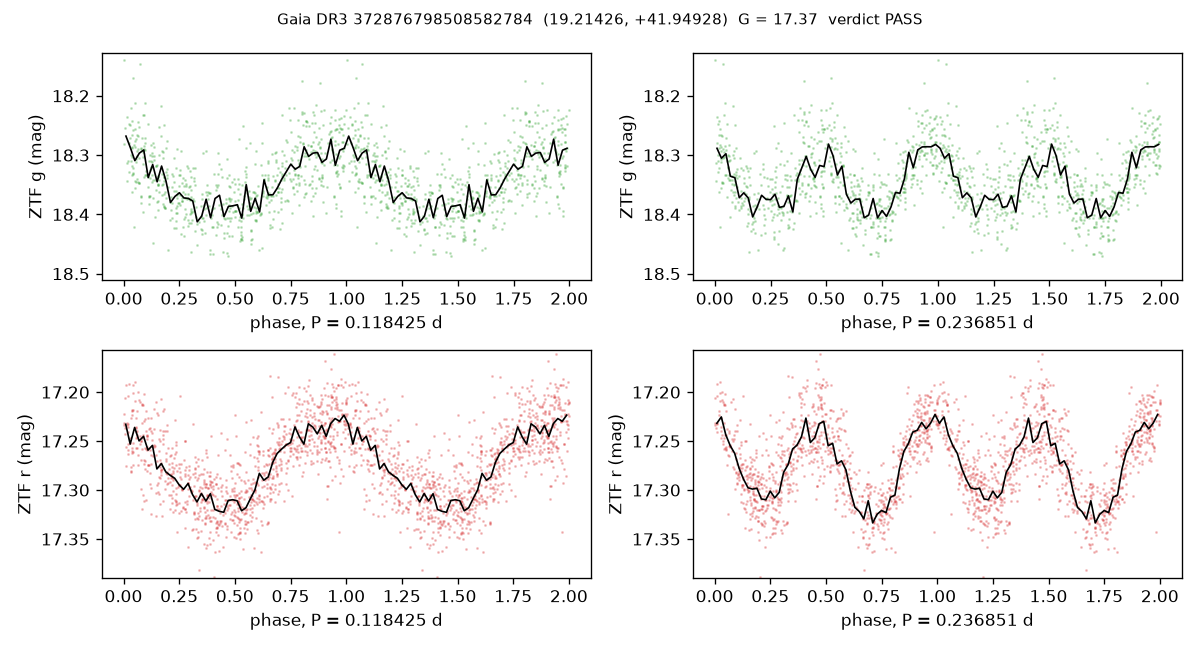 Gaia DR3 372876798508582784  (19.21426, +41.94928)  G = 17.37  verdict PASS
ZTF g (mag)
18.2
18.3
18.4
18.5
0.00 0.25 0.50 0.75 1.00 1.25 1.50 1.75 2.00
phase, P = 0.118425 d
ZTF g (mag)
18.2
18.3
18.4
18.5
0.00 0.25 0.50 0.75 1.00 1.25 1.50 1.75 2.00
phase, P = 0.236851 d
ZTF r (mag)
17.20
17.25
17.30
17.35
0.00 0.25 0.50 0.75 1.00 1.25 1.50 1.75 2.00
phase, P = 0.118425 d
ZTF r (mag)
17.20
17.25
17.30
17.35
0.00 0.25 0.50 0.75 1.00 1.25 1.50 1.75 2.00
phase, P = 0.236851 d